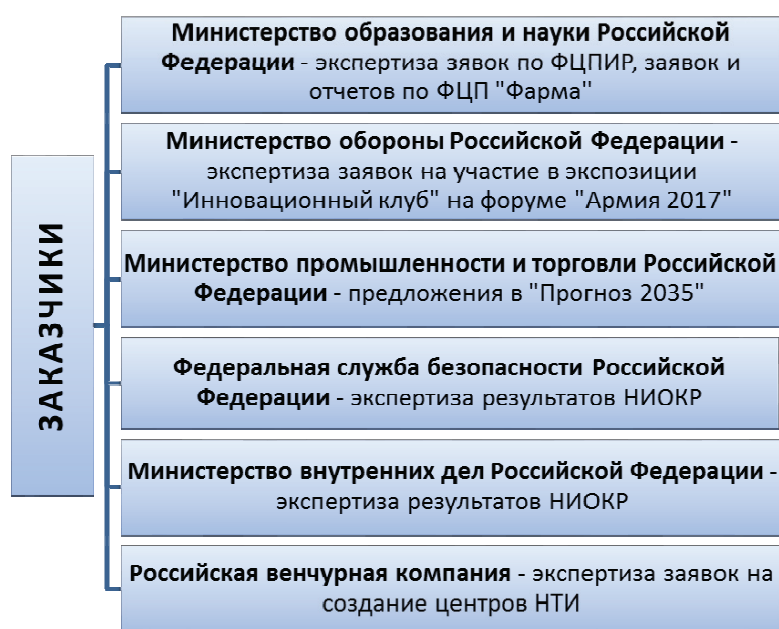 ЗАКАЗЧИКИ
Министерство образования и науки Российской
Федерации - экспертиза заявок по ФЦПИР, заявок и
отчетов по ФЦП "Фарма"
Министерство обороны Российской Федерации -
экспертиза заявок на участие в экспозиции
"Инновационный клуб" на форуме "Армия 2017"
Министерство промышленности и торговли Российской
Федерации - предложения в "Прогноз 2035"
Федеральная служба безопасности Российской
Федерации - экспертиза результатов НИОКР
Министерство внутренних дел Российской Федерации -
экспертиза результатов НИОКР
Российская венчурная компания - экспертиза заявок на
создание центров НТИ